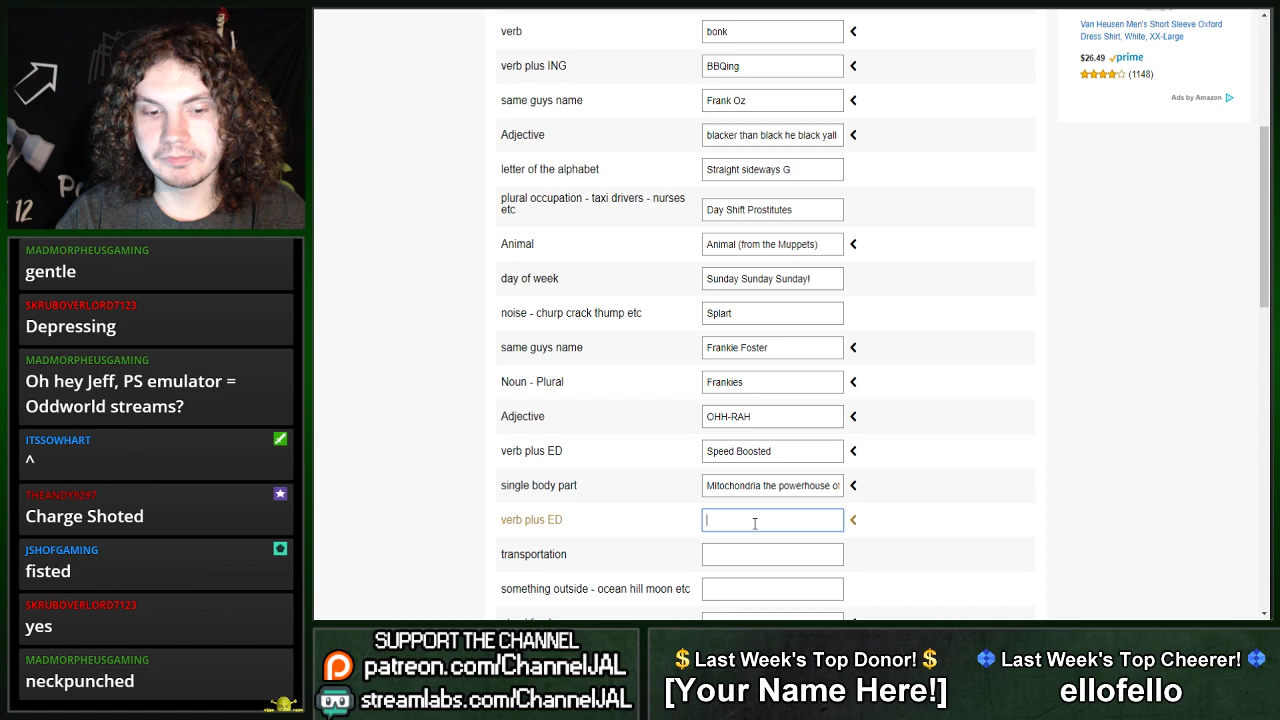 12
MADMORPHEUSGAMING
gentle
SKRUBOVERLORD7123
Depressing
MADMORPHEUSGAMING
Oh hey Jeff, PS emulator =
Oddworld streams?
ITSSOWHART
^
THEANDY9297
Charge Shoted
JSHOFGAMING
fisted
SKRUBOVERLORD7123
yes
MADMORPHEUSGAMING
neckpunched
verb bonk
verb plus ING BBQing
same guys name Frank Oz
Adjective blacker than black he black yall
letter of the alphabet Straight sideways G
plural occupation - taxi drivers - nurses
etc Day Shift Prostitutes
Animal Animal (from the Muppets)
day of week Sunday Sunday Sunday!
noise - churp crack thump etc Splart
same guys name Frankie Foster
Noun - Plural Frankies
Adjective OHH-RAH
verb plus ED Speed Boosted
single body part Mitochondria the powerhouse of
verb plus ED
transportation
something outside - ocean hill moon etc
Van Heusen Men's Short Sleeve Oxford
Dress Shirt, White, XX-Large
$26.49 prime
(1148)
Ads by Amazon
SUPPORT THE CHANNEL
patreon.com/ChannelJAL
streamlabs.com/ChannelJAL
$ Last Week's Top Donor! $
[Your Name Here!]
Last Week's Top Cheerer!
ellofello